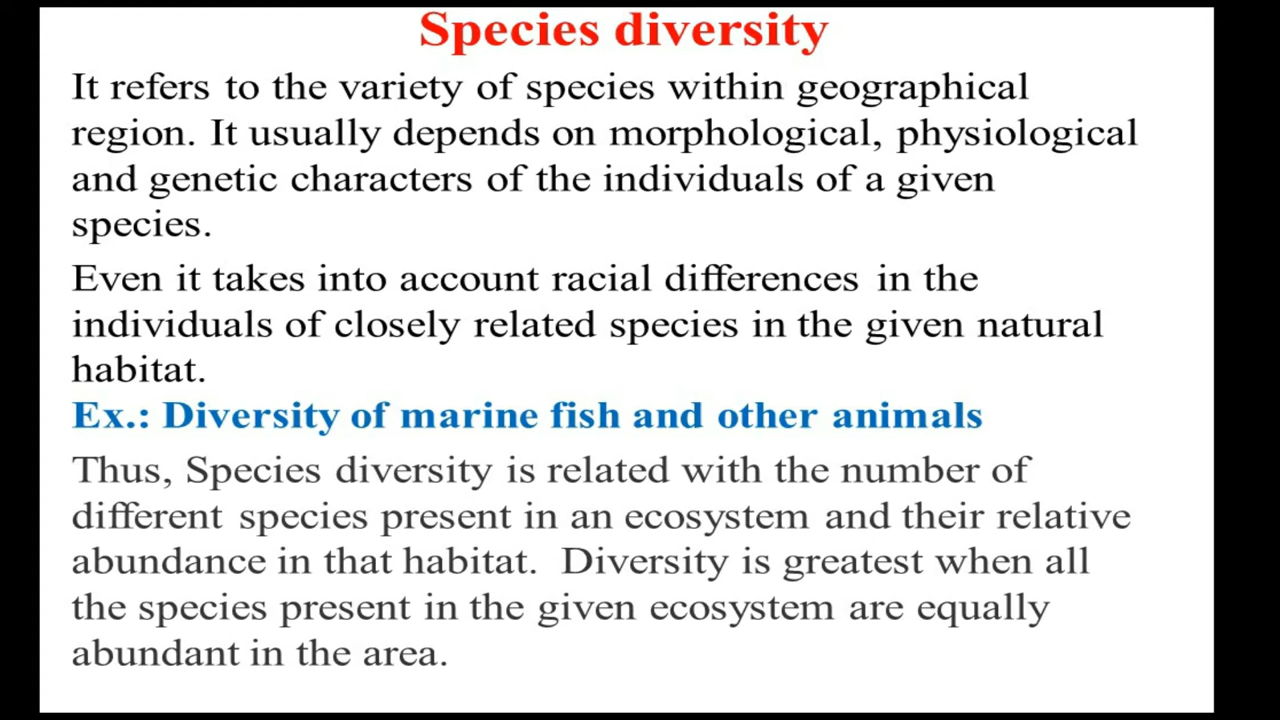 Species diversity
It refers to the variety of species within geographical
region. It usually depends on morphological, physiological
and genetic characters of the individuals of a given
species.
Even it takes into account racial differences in the
individuals of closely related species in the given natural
habitat.
Ex.: Diversity of marine fish and other animals
Thus, Species diversity is related with the number of
different species present in an ecosystem and their relative
abundance in that habitat. Diversity is greatest when all
the species present in the given ecosystem are equally
abundant in the area.